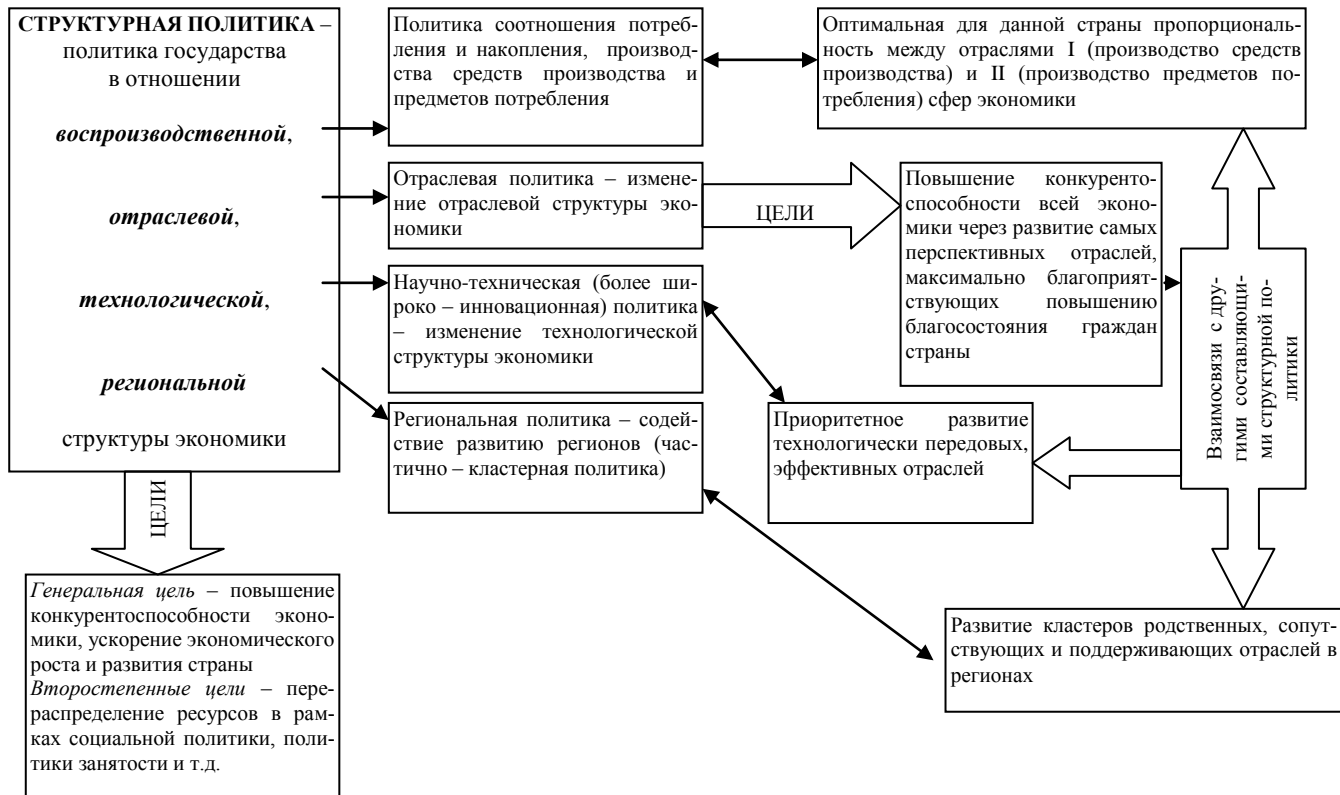 СТРУКТУРНАЯ ПОЛИТИКА –
политика государства
в отношении
воспроизводственной,
отраслевой,
технологической,
региональной
структуры экономики
ЦЕЛИ
Генеральная цель – повышение
конкурентоспособности эконо-
мики, ускорение экономического
роста и развития страны
Второстепенные цели – пере-
распределение ресурсов в рам-
ках социальной политики, поли-
тики занятости и т.д.
Политика соотношения потреб-
ления и накопления, производ-
ства средств производства и
предметов потребления
Отраслевая политика – измене-
ние отраслевой структуры эко-
номики
Научно-техническая (более ши-
роко – инновационная) политика
– изменение технологической
структуры экономики
Региональная политика – содей-
ствие развитию регионов (час-
тично – кластерная политика)
ЦЕЛИ
Оптимальная для данной страны пропорциональ-
ность между отраслями I (производство средств
производства) и II (производство предметов по-
требления) сфер экономики
Повышение конкуренто-
способности всей эконо-
мики через развитие самых
перспективных отраслей,
максимально благоприят-
ствующих повышению
благосостояния граждан
страны
Приоритетное развитие
технологически передовых,
эффективных отраслей
Взаимосвязи с дру-
гими составляющи-
ми структурной по-
литики
Развитие кластеров родственных, сопут-
ствующих и поддерживающих отраслей в
регионах